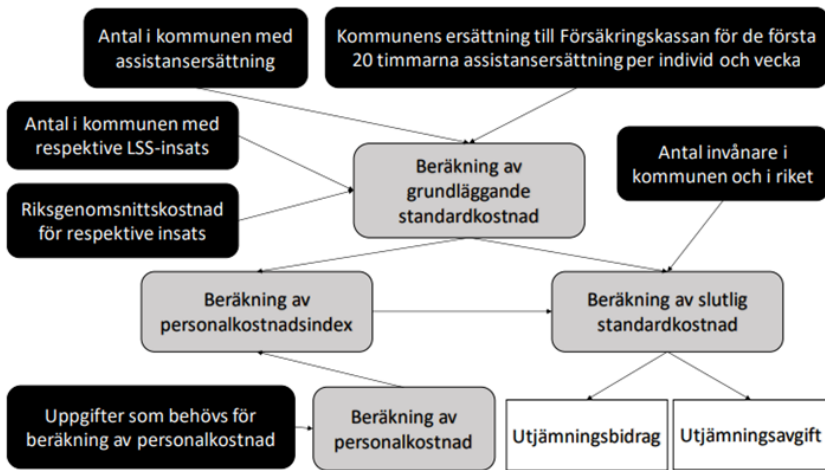 Antal i kommunen med
assistansersättning
Kommunens ersättning till Försäkringskassan för de första
20 timmarna assistansersättning per individ och vecka
Antal i kommunen med
respektive LSS-insats
Beräkning av
grundläggande
standardkostnad
Antal invånare i
kommunen och i riket
Riksgenomsnittskostnad
för respektive insats
Beräkning av
personalkostnadsindex
Beräkning av slutlig
standardkostnad
Uppgifter som behövs för
beräkning av personalkostnad
Beräkning av
personalkostnad
Utjämningsbidrag
Utjämningsavgift